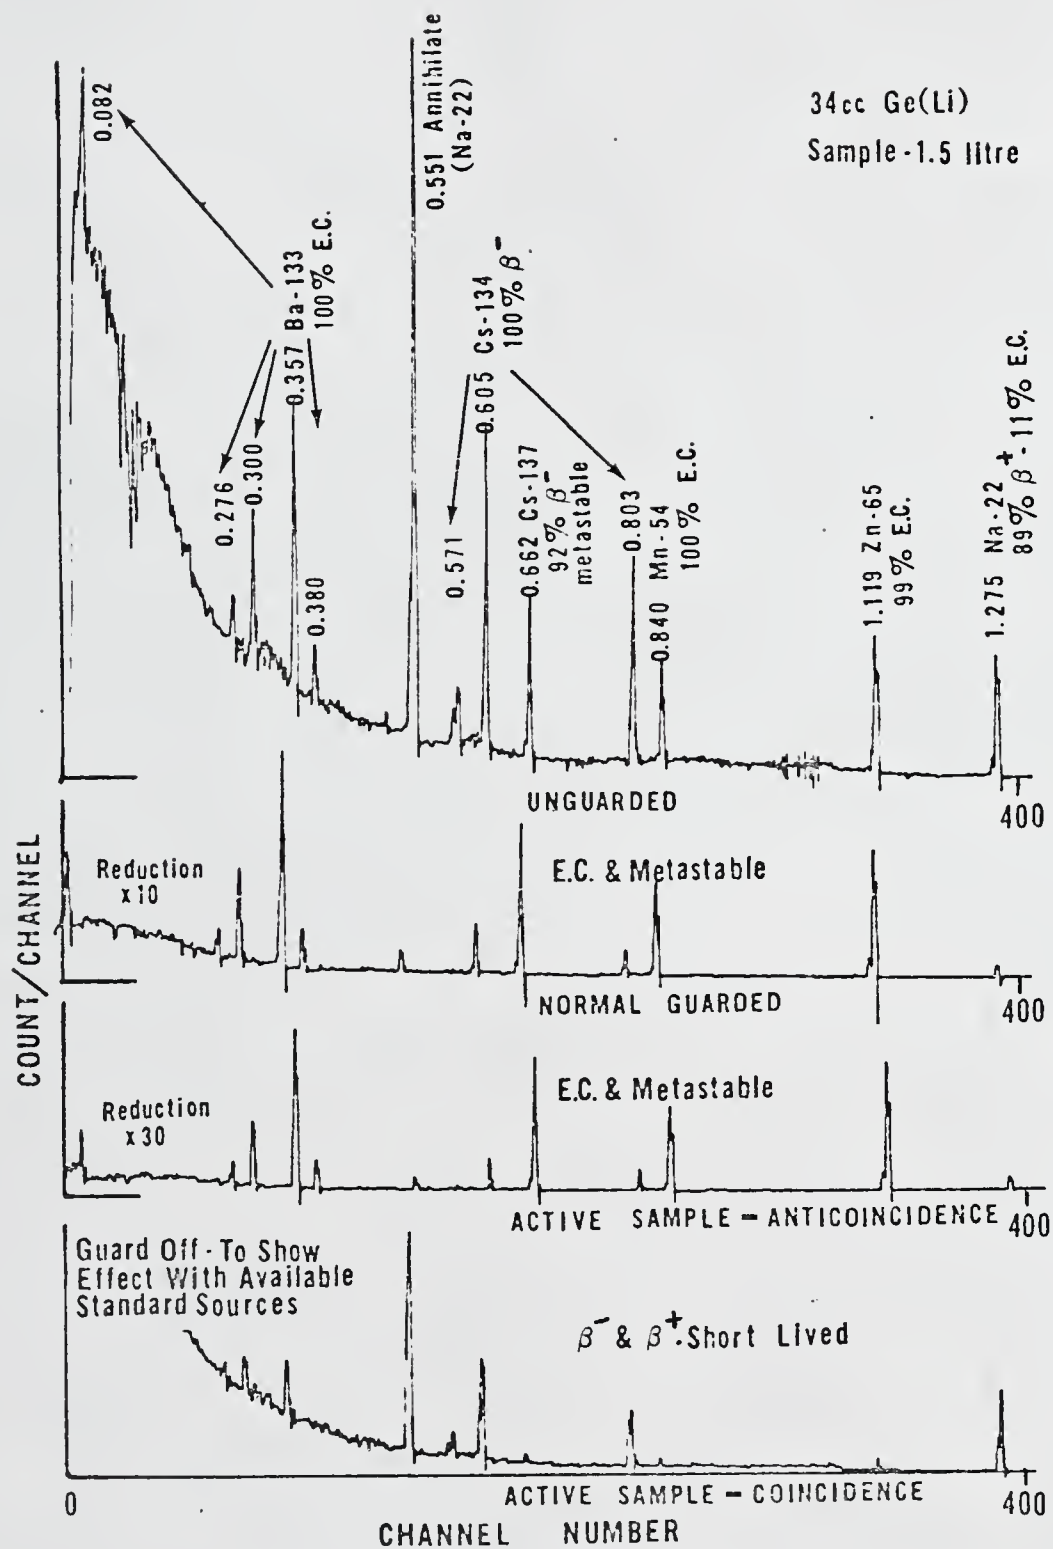 34cc Ge(Li)
Sample-1.5 litre
0.082
0.551 Annihilate
(Na-22)
Ba-133
100% E.C.
0.276
0.300
0.357
0.380
Cs-134
100% β⁻
0.571
0.605
0.662 Cs-137
92% β⁻
metastable
0.803
0.840 Mn-54
100% E.C.
1.119 Zn-65
99% E.C.
1.275 Na-22
89% β⁺-11% E.C.
UNGUARDED
400
COUNT/CHANNEL
Reduction
x10
E.C. & Metastable
NORMAL GUARDED
400
Reduction
x30
E.C. & Metastable
ACTIVE SAMPLE - ANTICOINCIDENCE
400
Guard Off - To Show
Effect With Available
Standard Sources
β⁻ & β⁺-Short Lived
ACTIVE SAMPLE - COINCIDENCE
0
400
CHANNEL NUMBER